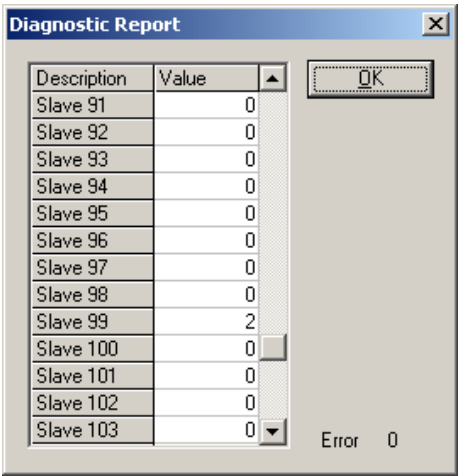 Diagnostic Report
Description Value
OK
Slave 91 0
Slave 92 0
Slave 93 0
Slave 94 0
Slave 95 0
Slave 96 0
Slave 97 0
Slave 98 0
Slave 99 2
Slave 100 0
Slave 101 0
Slave 102 0
Slave 103 0
Error 0